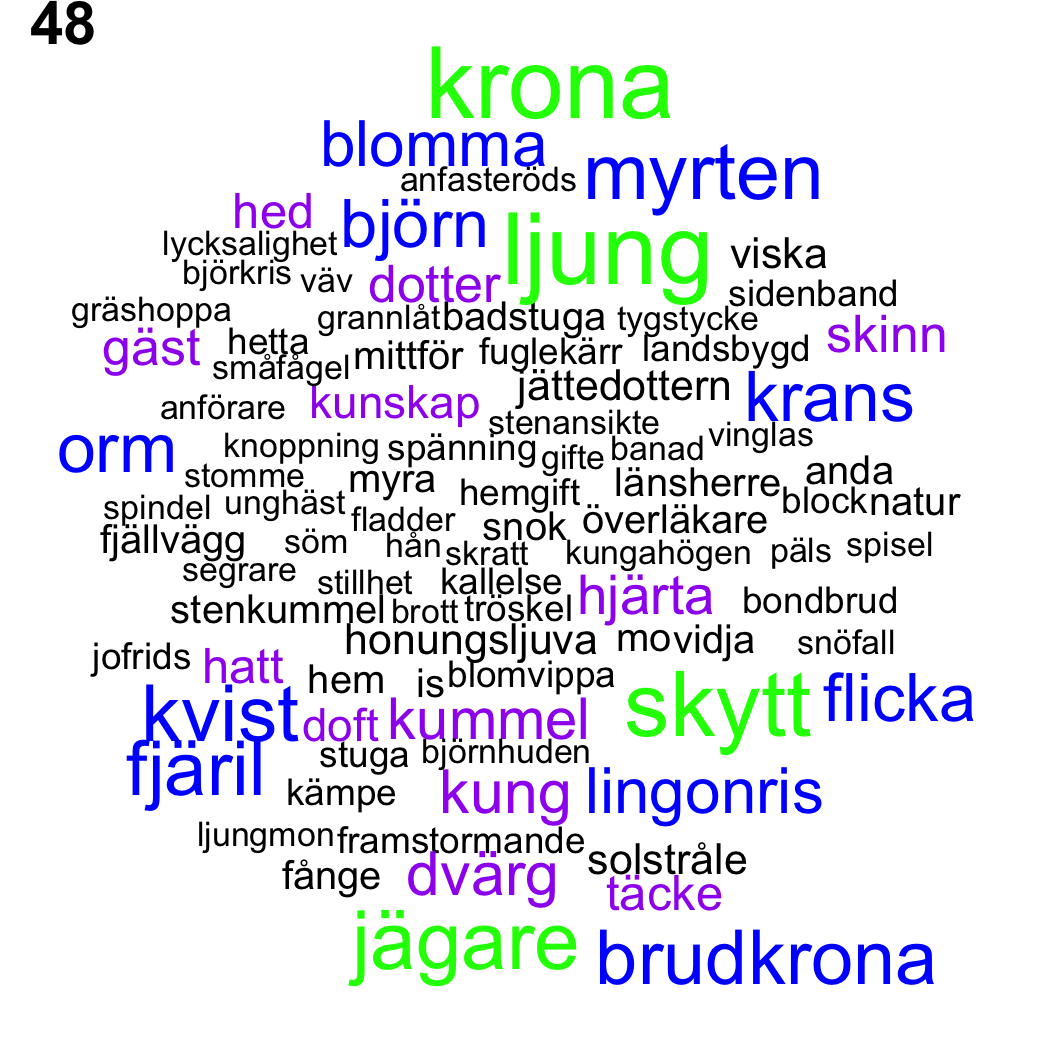 48
krona
blomma
anfasteröds myrten
hed björn ljung viska
lycksalighet
björkris väv dotter sidenband
gräshoppa grannlåt badstuga tygstycke skinn
gäst hetta mittför fuglekärr landsbygd
småfågel jättedottern krans
anförare kunskap stenansikte
orm knoppning spänning gifte banad vinglas
stomme myra hemgift länsherre anda
spindel unghäst fladder snok överläkare blocknatur
fjällvägg söm hån skratt kungahögen päls spisel
segrare stillhet kallelse hjärta bondbrud
stenkummel brott tröskel
honungsljuva mo vidja snöfall
jofrids hatt hem is blomvippa skytt flicka
kvist doft kummel
fjäril stuga björnhuden
kämpe kung lingonris
ljungmon framstormande
fånge dvärg solstråle
täcke
jägare brudkrona